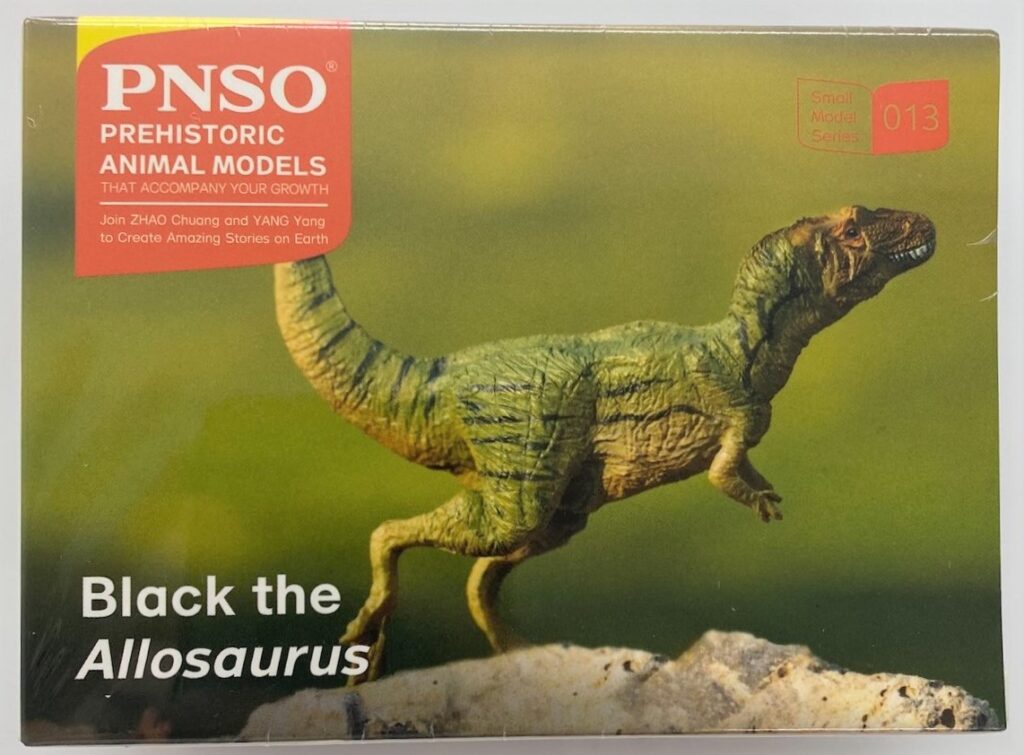 PNSO®
PREHISTORIC
ANIMAL MODELS
THAT ACCOMPANY YOUR GROWTH
Join ZHAO Chuang and YANG Yang
to Create Amazing Stories on Earth
Small
Model
Series
013
Black the
Allosaurus